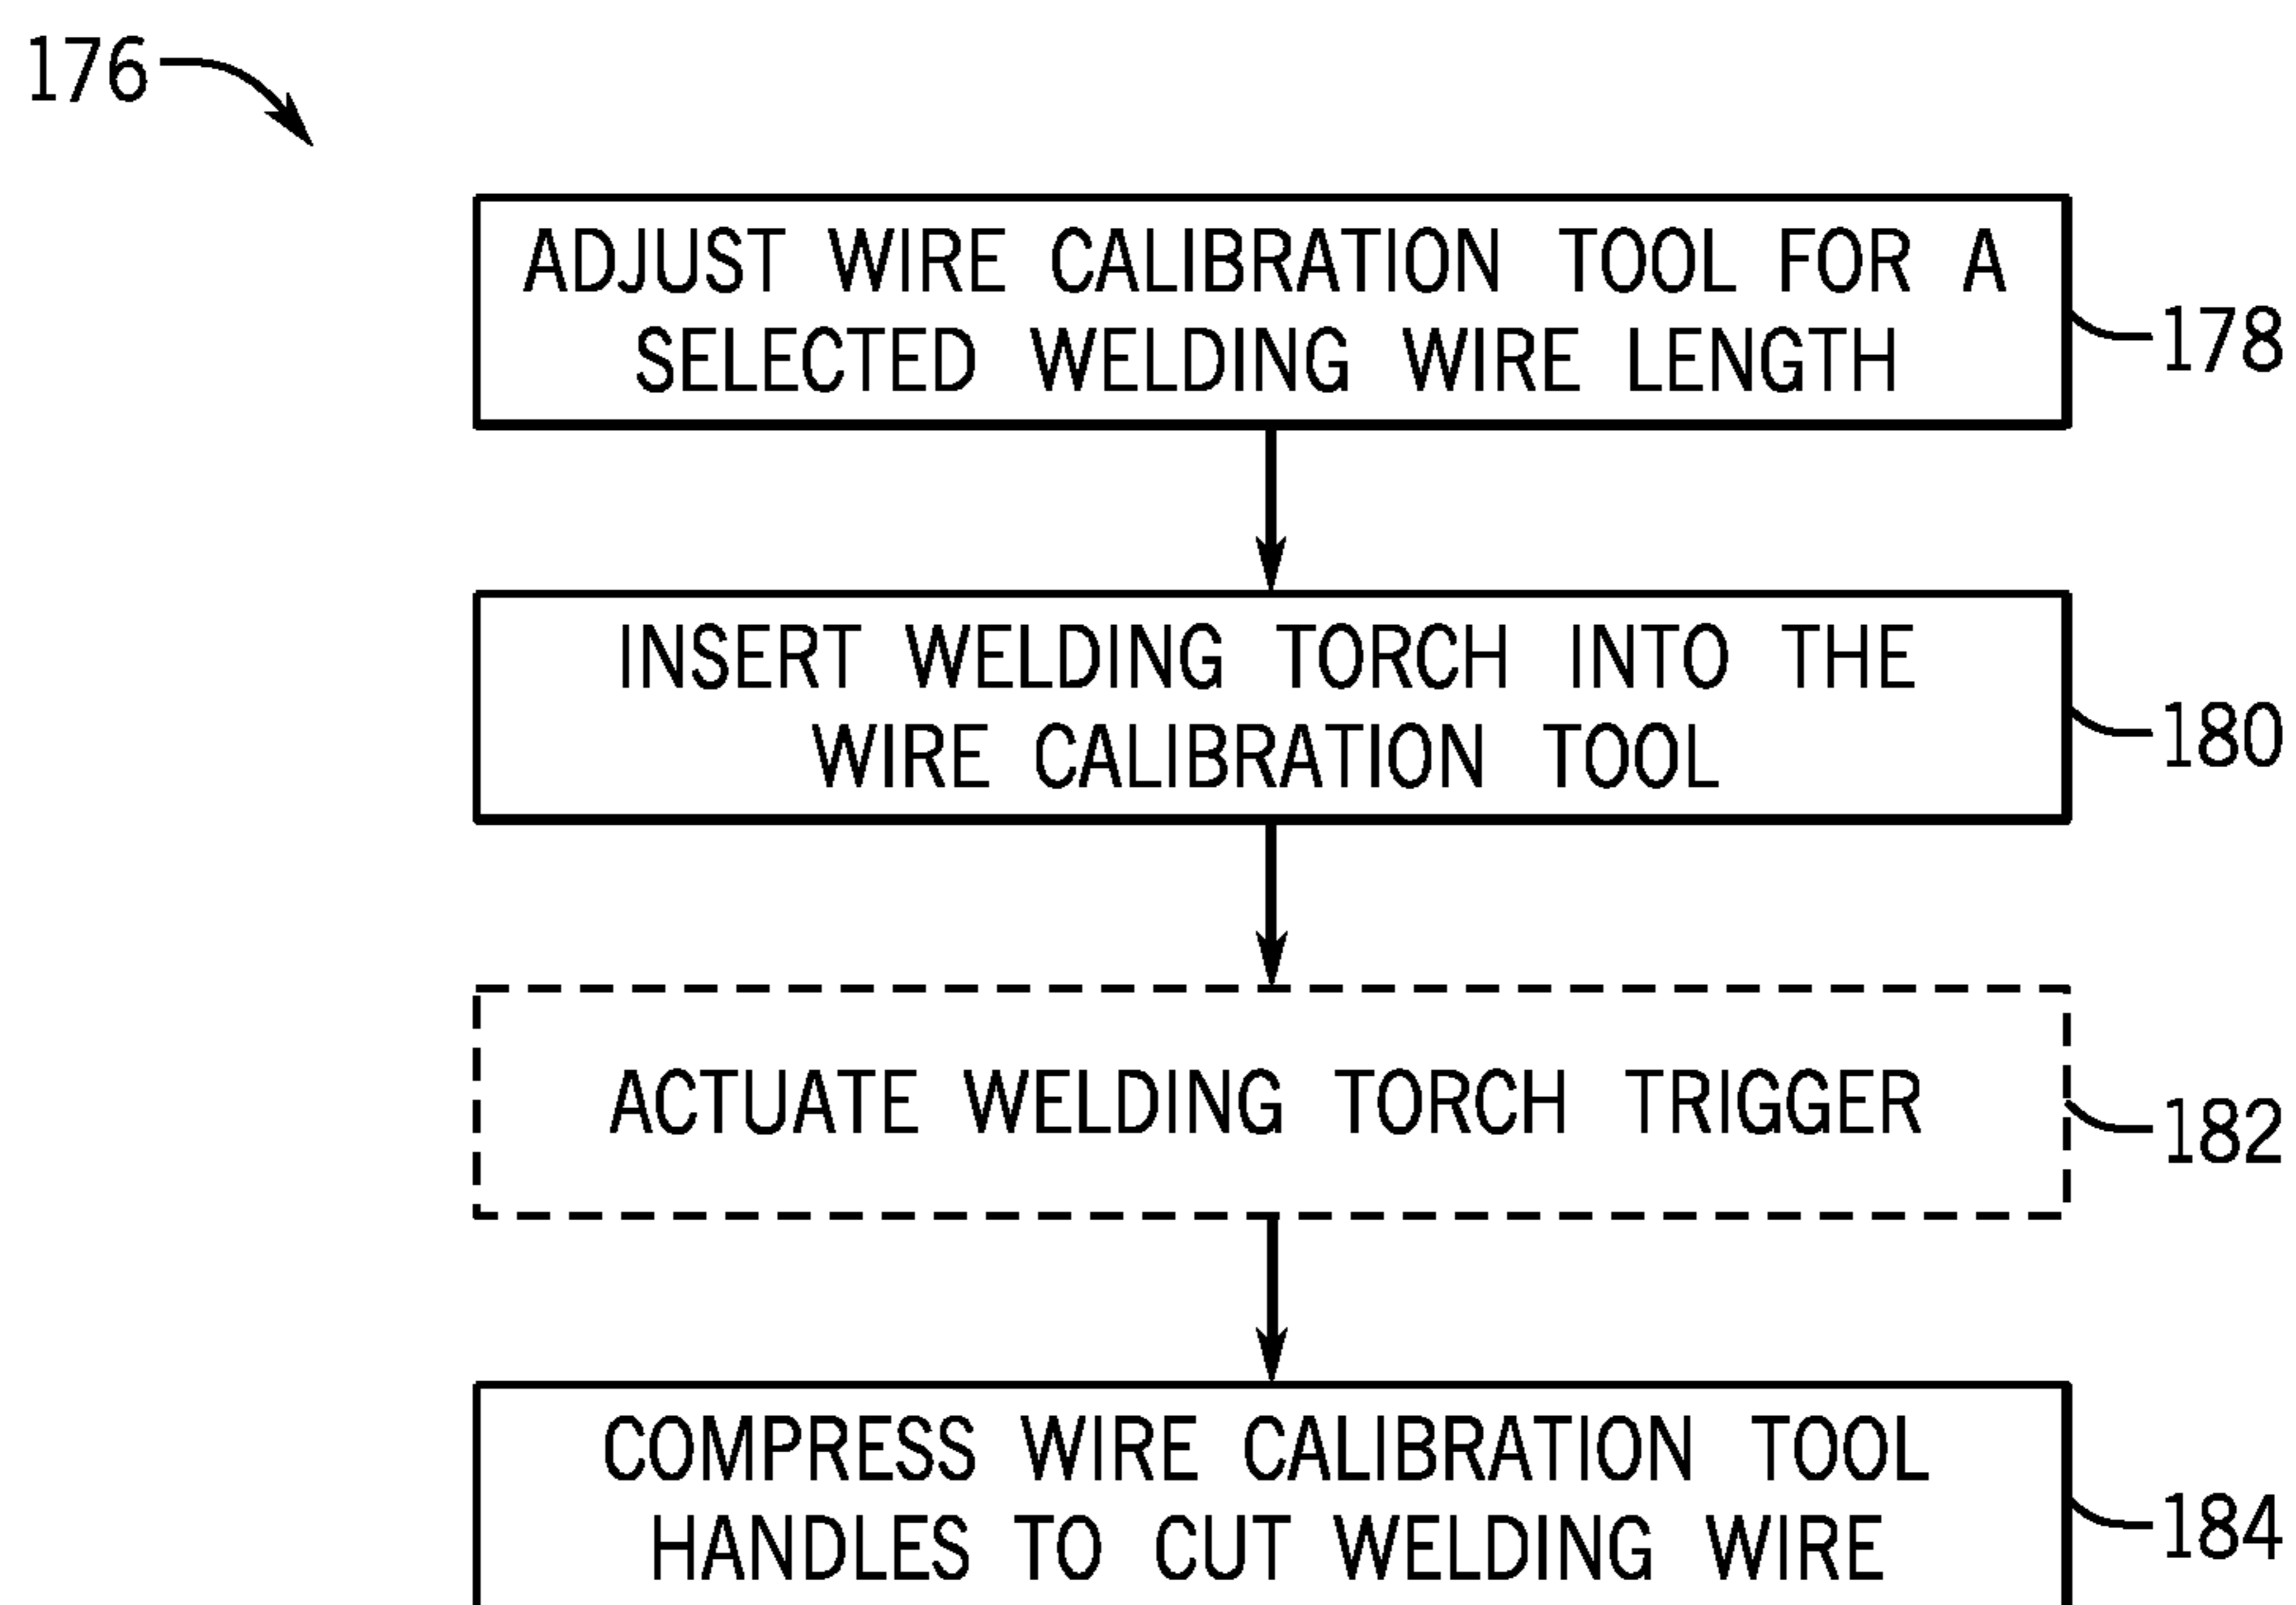 176
ADJUST WIRE CALIBRATION TOOL FOR A
SELECTED WELDING WIRE LENGTH
178
INSERT WELDING TORCH INTO THE
WIRE CALIBRATION TOOL
180
ACTUATE WELDING TORCH TRIGGER
182
COMPRESS WIRE CALIBRATION TOOL
HANDLES TO CUT WELDING WIRE
184